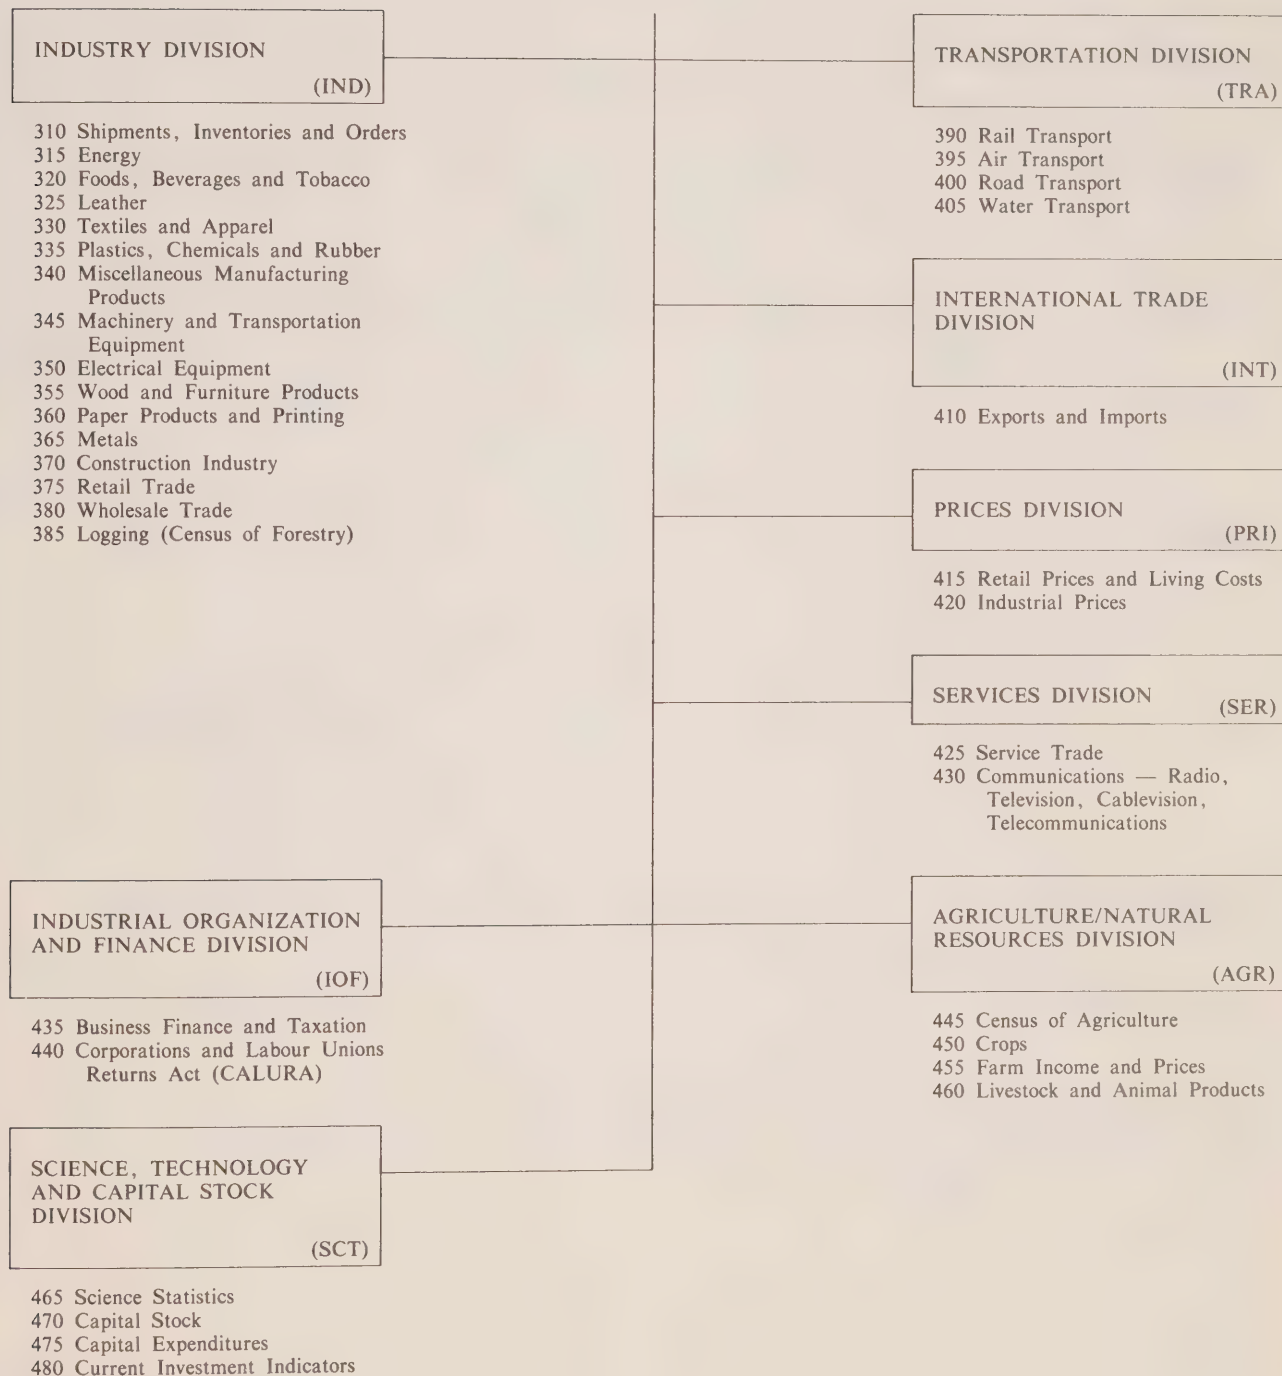 INDUSTRY DIVISION
(IND)
310 Shipments, Inventories and Orders
315 Energy
320 Foods, Beverages and Tobacco
325 Leather
330 Textiles and Apparel
335 Plastics, Chemicals and Rubber
340 Miscellaneous Manufacturing
Products
345 Machinery and Transportation
Equipment
350 Electrical Equipment
355 Wood and Furniture Products
360 Paper Products and Printing
365 Metals
370 Construction Industry
375 Retail Trade
380 Wholesale Trade
385 Logging (Census of Forestry)
TRANSPORTATION DIVISION
(TRA)
390 Rail Transport
395 Air Transport
400 Road Transport
405 Water Transport
INTERNATIONAL TRADE
DIVISION
(INT)
410 Exports and Imports
PRICES DIVISION
(PRI)
415 Retail Prices and Living Costs
420 Industrial Prices
SERVICES DIVISION
(SER)
425 Service Trade
430 Communications — Radio,
Television, Cablevision,
Telecommunications
INDUSTRIAL ORGANIZATION
AND FINANCE DIVISION
(IOF)
435 Business Finance and Taxation
440 Corporations and Labour Unions
Returns Act (CALURA)
AGRICULTURE/NATURAL
RESOURCES DIVISION
(AGR)
445 Census of Agriculture
450 Crops
455 Farm Income and Prices
460 Livestock and Animal Products
SCIENCE, TECHNOLOGY
AND CAPITAL STOCK
DIVISION
(SCT)
465 Science Statistics
470 Capital Stock
475 Capital Expenditures
480 Current Investment Indicators